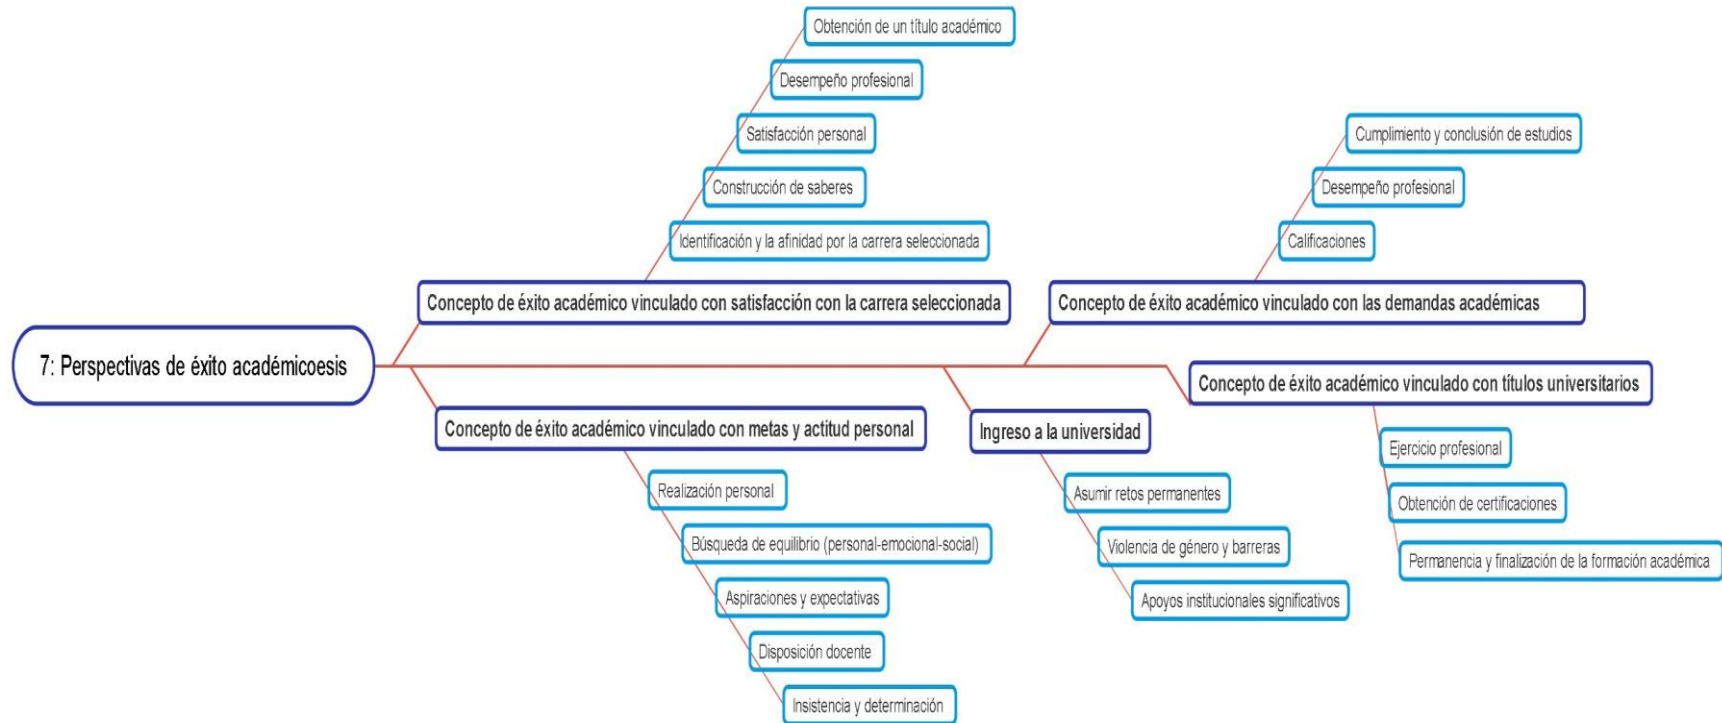 7: Perspectivas de éxito académicoesis
Concepto de éxito académico vinculado con satisfacción con la carrera seleccionada
Obtención de un título académico
Desempeño profesional
Satisfacción personal
Construcción de saberes
Identificación y la afinidad por la carrera seleccionada
Concepto de éxito académico vinculado con las demandas académicas
Cumplimiento y conclusión de estudios
Desempeño profesional
Calificaciones
Concepto de éxito académico vinculado con títulos universitarios
Ejercicio profesional
Obtención de certificaciones
Permanencia y finalización de la formación académica
Concepto de éxito académico vinculado con metas y actitud personal
Realización personal
Búsqueda de equilibrio (personal-emocional-social)
Aspiraciones y expectativas
Disposición docente
Insistencia y determinación
Ingreso a la universidad
Asumir retos permanentes
Violencia de género y barreras
Apoyos institucionales significativos